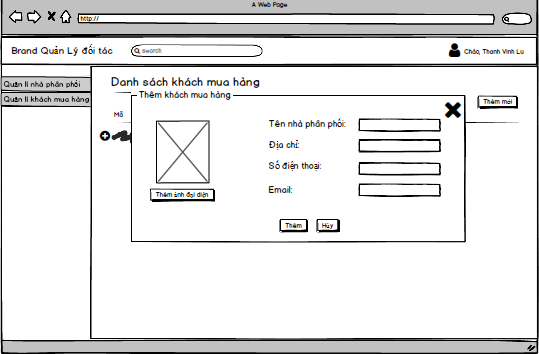 A Web Page
http://
Brand Quản Lý đối tác
search
Chào, Thanh Vinh Lu
Quản lí nhà phân phối
Quản lí khách mua hàng
Danh sách khách mua hàng
Thêm mới
Thêm khách mua hàng
Mã
Tên nhà phân phối:
Địa chỉ:
Số điện thoại:
Thêm ảnh đại diện
Email:
Thêm
Hủy